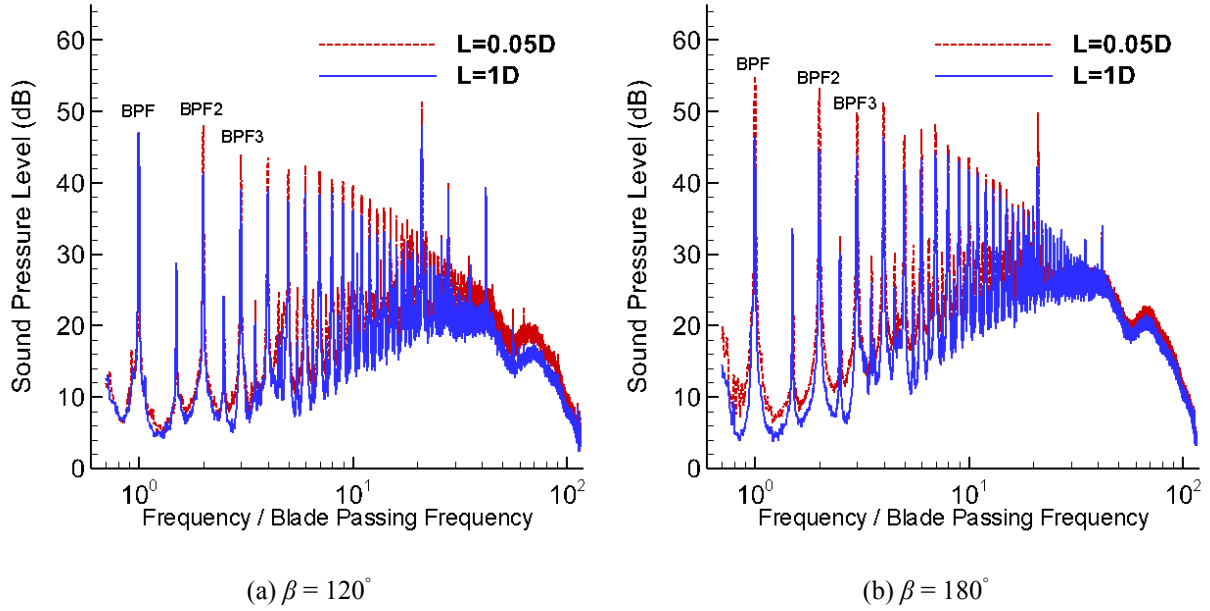 60
50
40
30
20
10
0
Sound Pressure Level (dB)
L=0.05D
L=1D
BPF
BPF2
BPF3
10^0
10^1
10^2
Frequency / Blade Passing Frequency
(a) β = 120°
60
50
40
30
20
10
0
Sound Pressure Level (dB)
L=0.05D
L=1D
BPF
BPF2
BPF3
10^0
10^1
10^2
Frequency / Blade Passing Frequency
(b) β = 180°